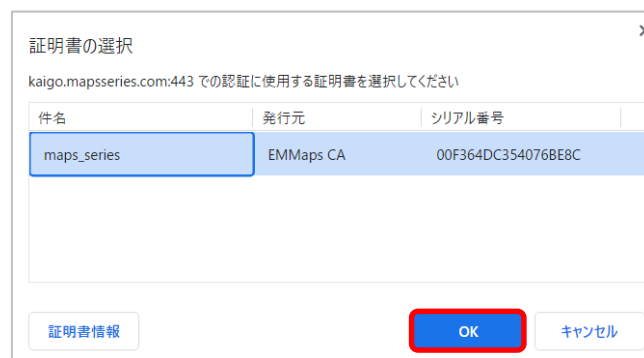 証明書の選択
kaigo.mapsseries.com:443 での認証に使用する証明書を選択してください
件名 発行元 シリアル番号
maps_series EMMaps CA 00F364DC354076BE8C
証明書情報 OK キャンセル